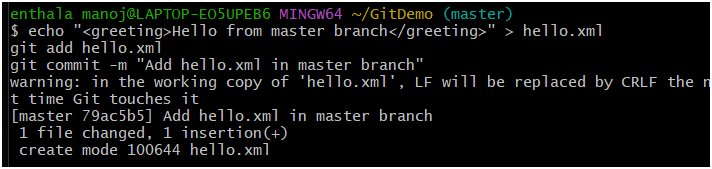 enthala manoj@LAPTOP-EO5UPEB6 MINGW64 ~/GitDemo (master)
$ echo "<greeting>Hello from master branch</greeting>" > hello.xml
git add hello.xml
git commit -m "Add hello.xml in master branch"
warning: in the working copy of 'hello.xml', LF will be replaced by CRLF the n
t time Git touches it
[master 79ac5b5] Add hello.xml in master branch
 1 file changed, 1 insertion(+)
 create mode 100644 hello.xml